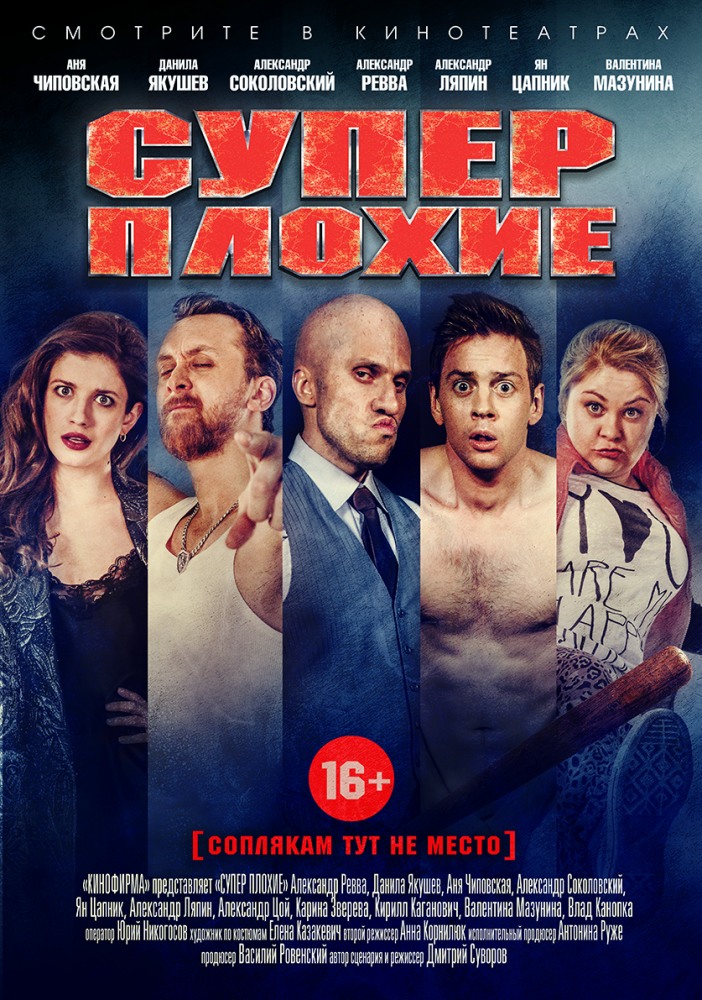 СМОТРИТЕ В КИНОТЕАТРАХ
АНЯ ЧИПОВСКАЯ
ДАНИЛА ЯКУШЕВ
АЛЕКСАНДР СОКОЛОВСКИЙ
АЛЕКСАНДР РЕВВА
АЛЕКСАНДР ЛЯПИН
ЯН ЦАПНИК
ВАЛЕНТИНА МАЗУНИНА
СУПЕР
ПЛОХИЕ
ARE M
16+
[СОПЛЯКАМ ТУТ НЕ МЕСТО]
«КИНОФИРМА» представляет «СУПЕР ПЛОХИЕ» Александр Ревва, Данила Якушев, Аня Чиповская, Александр Соколовский,
Ян Цапник, Александр Ляпин, Александр Цой, Карина Зверева, Кирилл Каганович, Валентина Мазунина, Влад Канопка
оператор Юрий Никогосов художник по костюмам Елена Казакевич второй режиссер Анна Корнилюк исполнительный продюсер Антонина Руже
продюсер Василий Ровенский автор сценария и режиссер Дмитрий Суворов